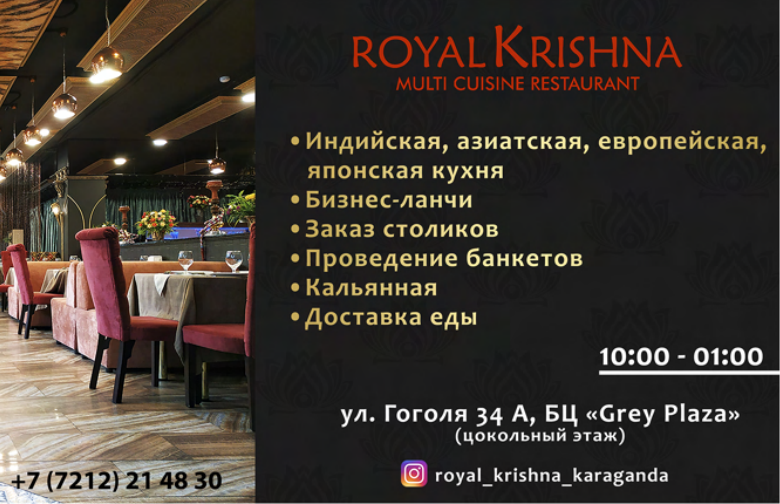 ROYAL KRISHNA
MULTI CUISINE RESTAURANT
• Индийская, азиатская, европейская,
японская кухня
• Бизнес-ланчи
• Заказ столиков
• Проведение банкетов
• Кальянная
• Доставка еды
10:00 - 01:00
ул. Гоголя 34 А, БЦ «Grey Plaza»
(цокольный этаж)
royal_krishna_karaganda
+7 (7212) 21 48 30